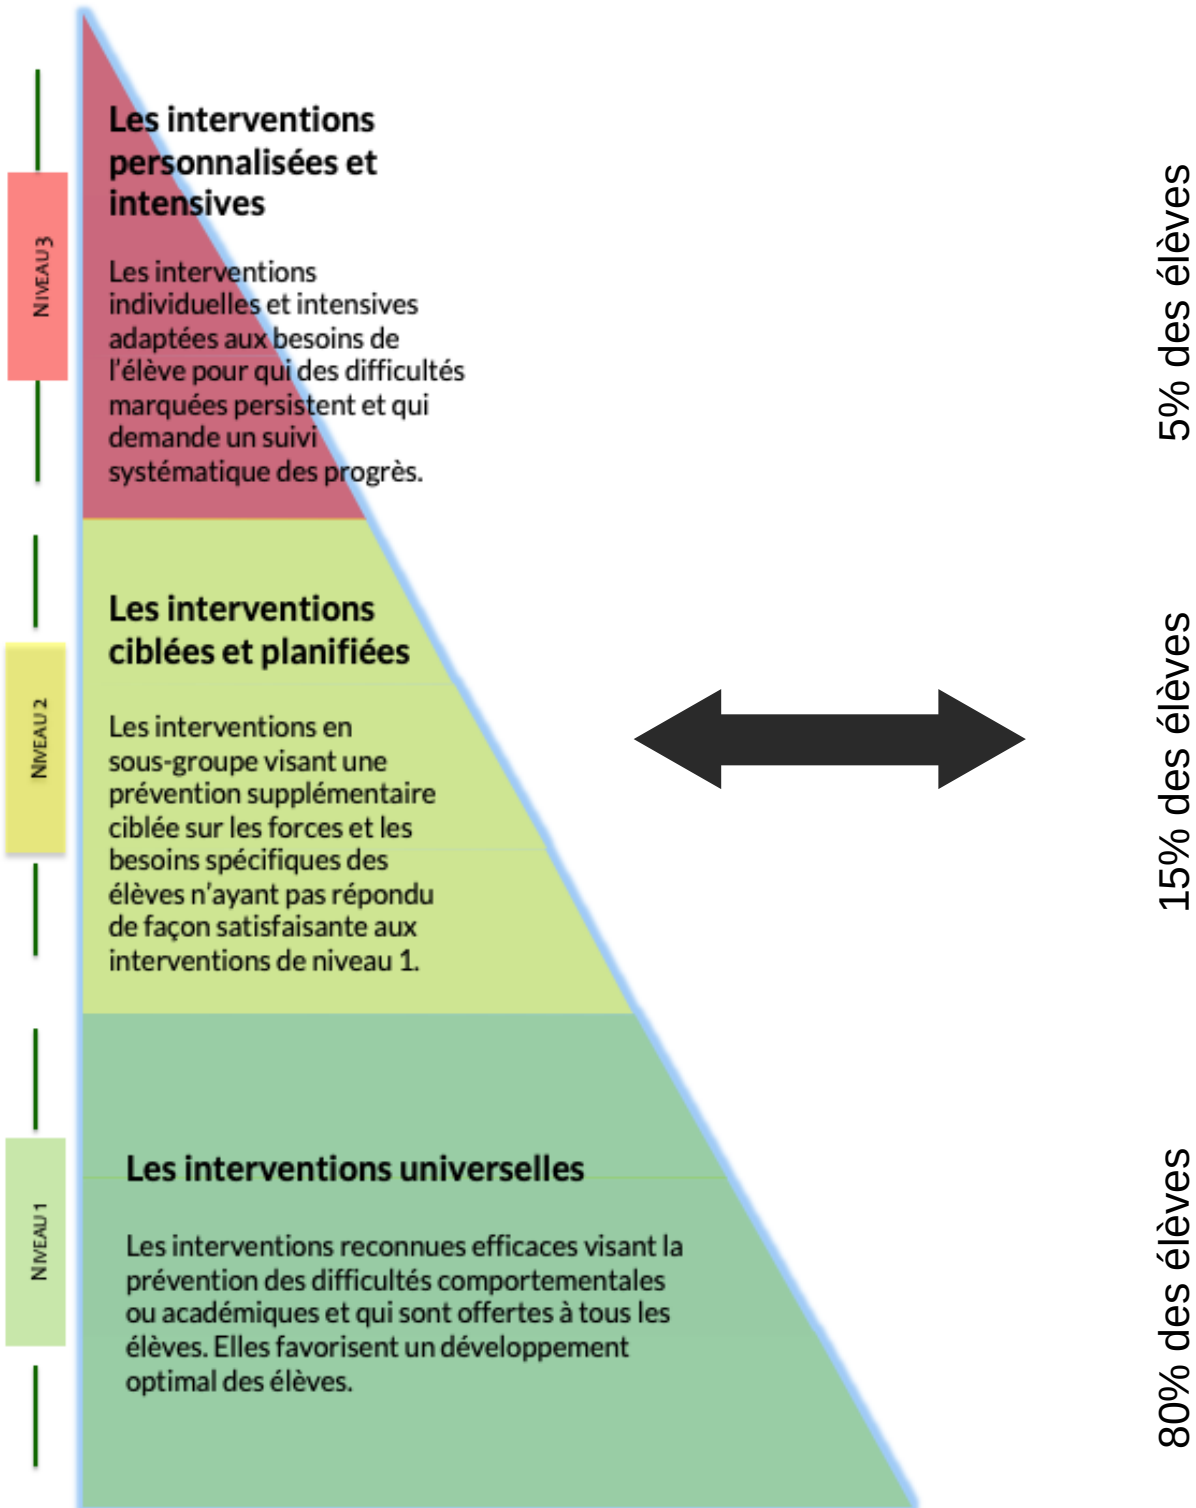 NIVEAU 3
Les interventions
personnalisées et
intensives
Les interventions
individuelles et intensives
adaptées aux besoins de
l'élève pour qui des difficultés
marquées persistent et qui
demande un suivi
systématique des progrès.
5% des élèves
NIVEAU 2
Les interventions
ciblées et planifiées
Les interventions en
sous-groupe visant une
prévention supplémentaire
ciblée sur les forces et les
besoins spécifiques des
élèves n'ayant pas répondu
de façon satisfaisante aux
interventions de niveau 1.
15% des élèves
NIVEAU 1
Les interventions universelles
Les interventions reconnues efficaces visant la
prévention des difficultés comportementales
ou académiques et qui sont offertes à tous les
élèves. Elles favorisent un développement
optimal des élèves.
80% des élèves